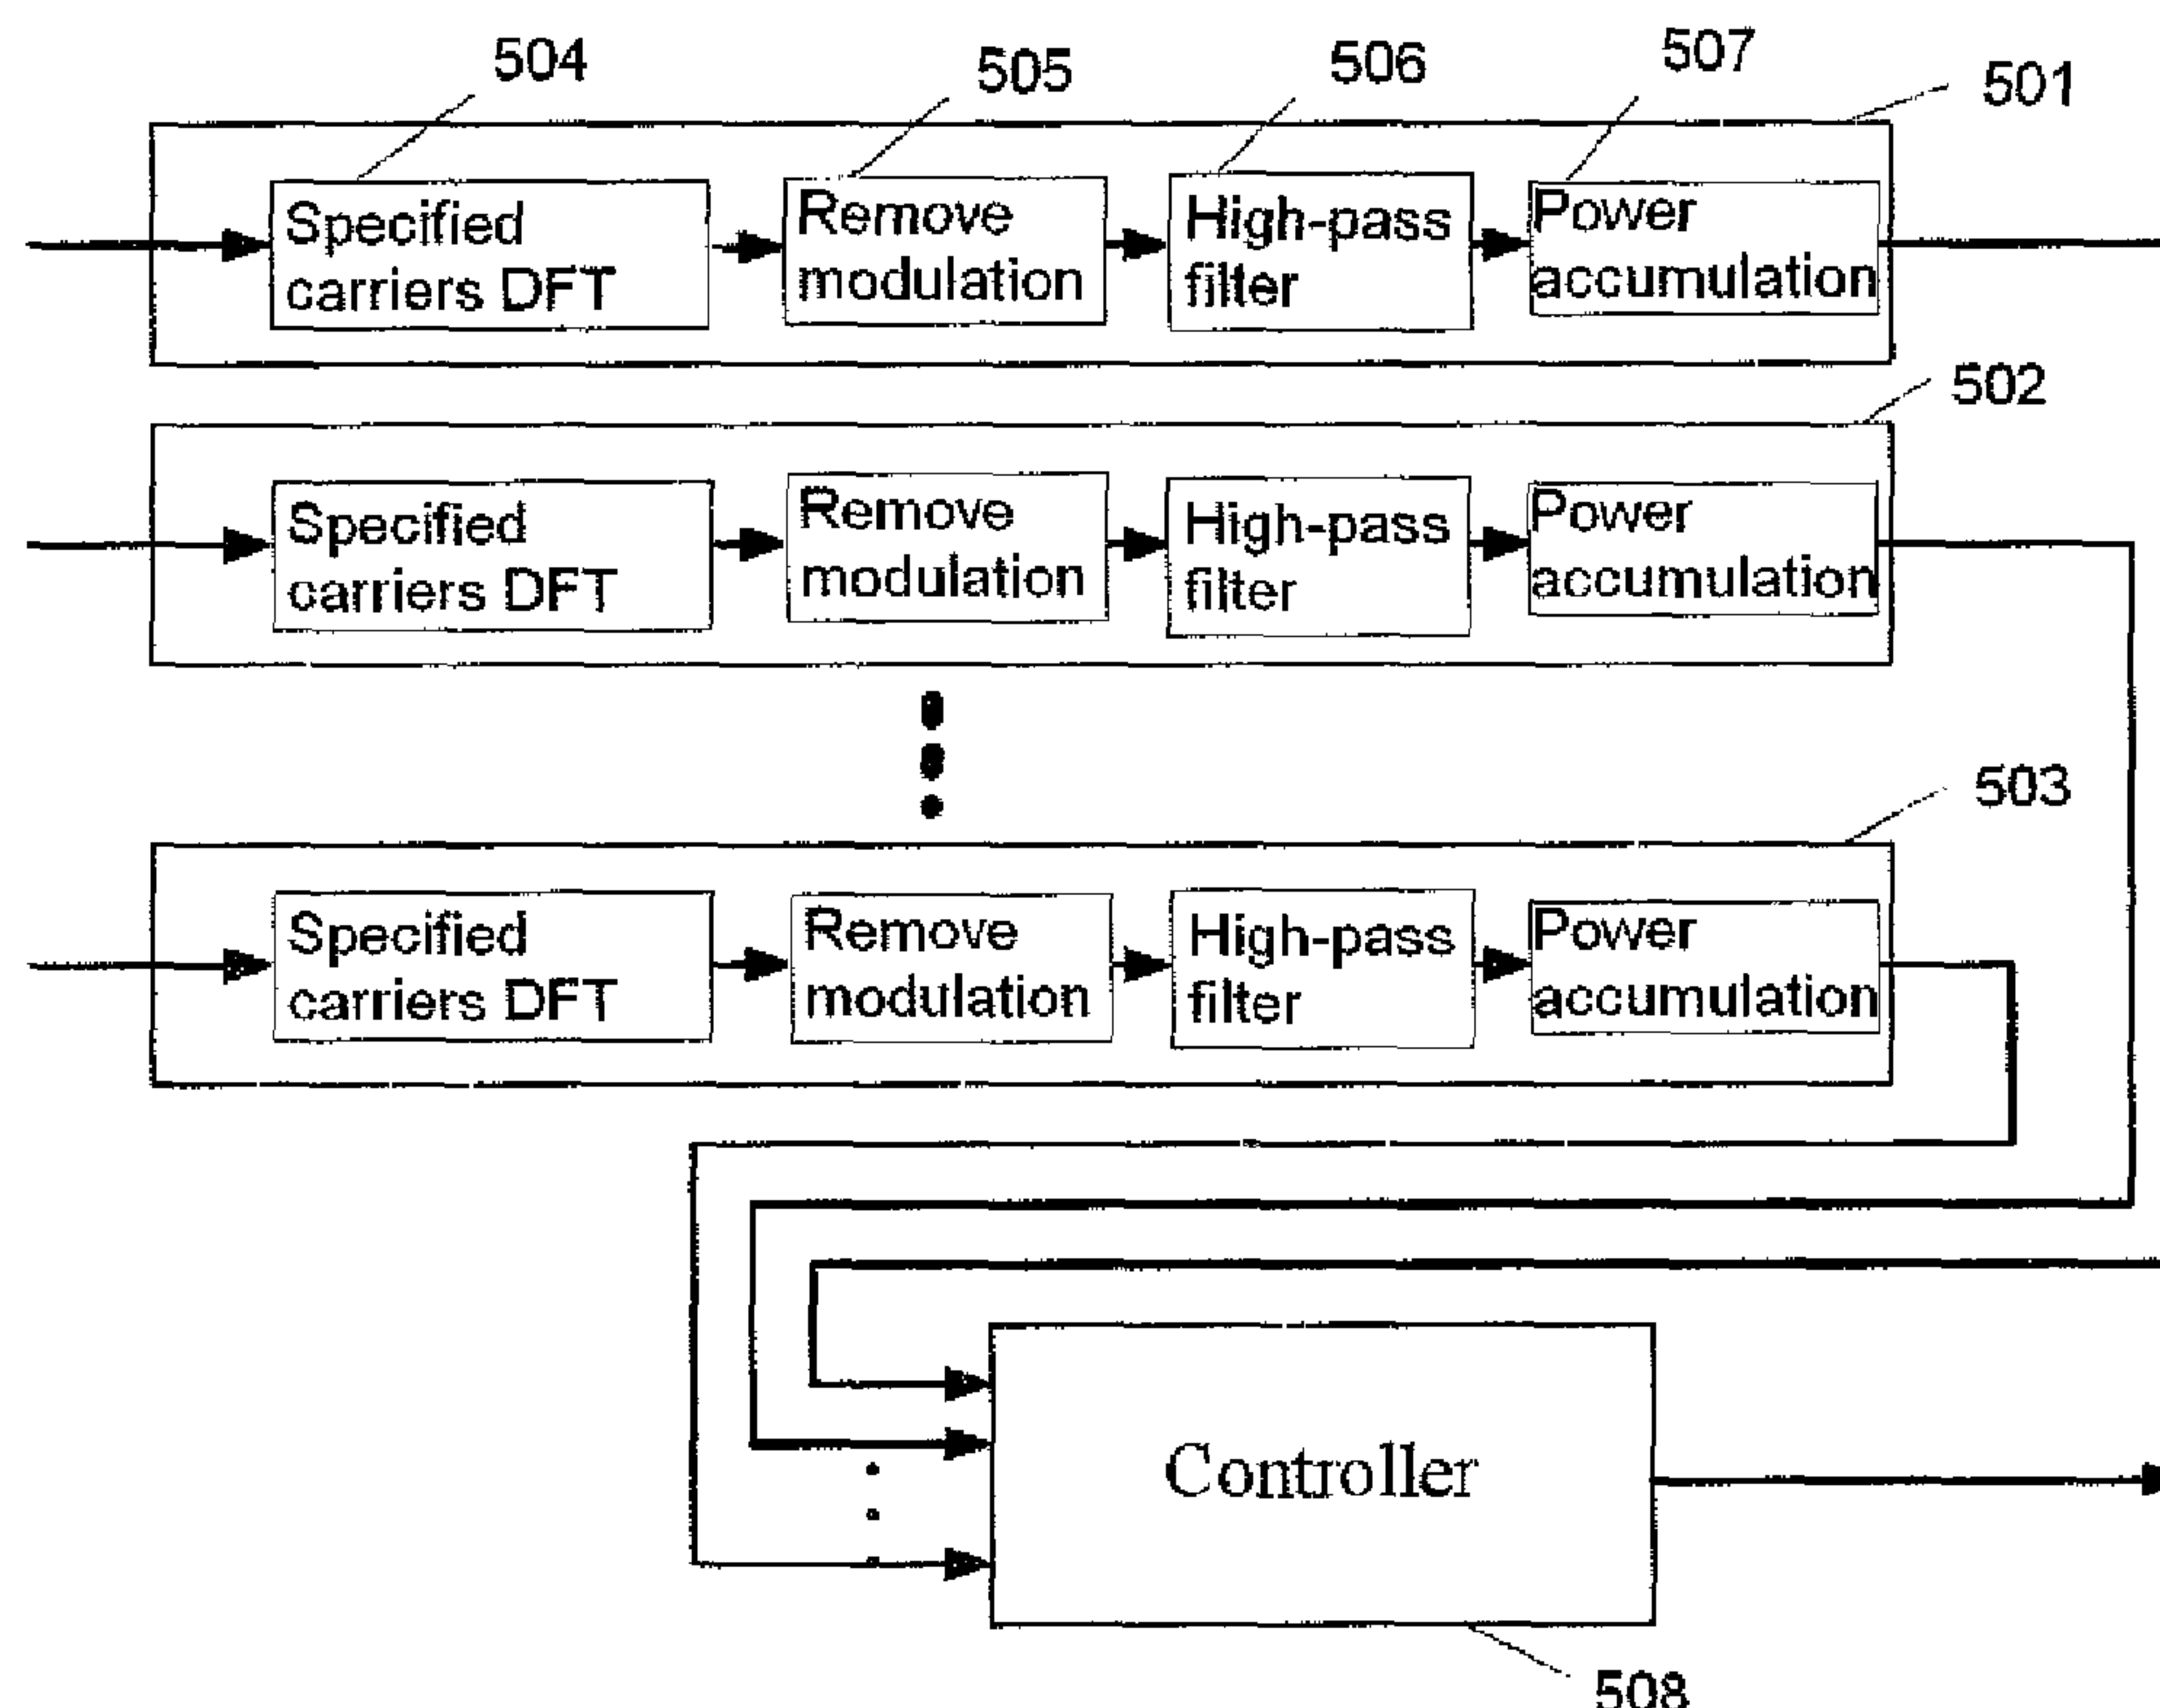 504
505
506
507
501
Specified
carriers DFT
Remove
modulation
High-pass
filter
Power
accumulation
502
Specified
carriers DFT
Remove
modulation
High-pass
filter
Power
accumulation
503
Specified
carriers DFT
Remove
modulation
High-pass
filter
Power
accumulation
Controller
508